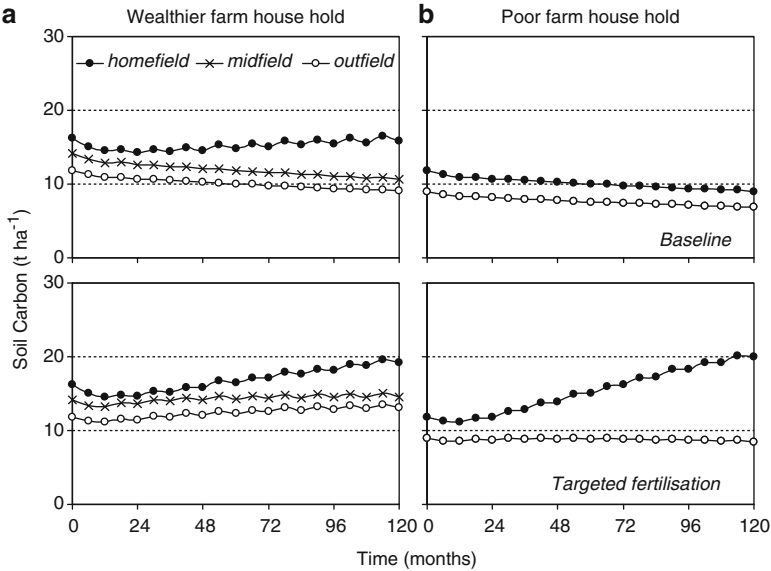 a Wealthier farm house hold
b Poor farm house hold
30
20
10
0
homefield midfield outfield
Baseline
Soil Carbon (t ha-1)
30
20
10
0
Targeted fertilisation
0 24 48 72 96 120 0 24 48 72 96 120
Time (months)